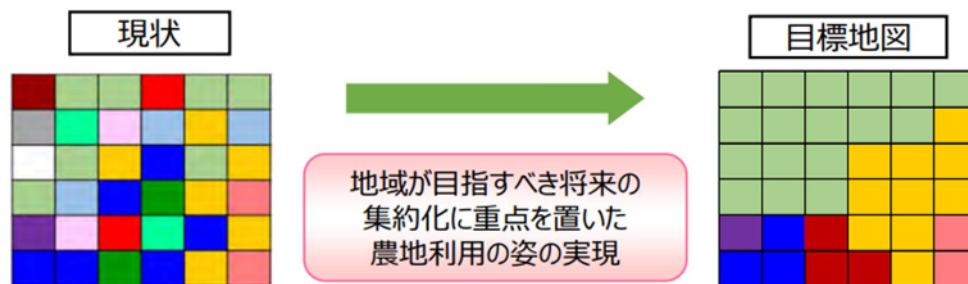 現状
目標地図
地域が目指すべき将来の
集約化に重点を置いた
農地利用の姿の実現